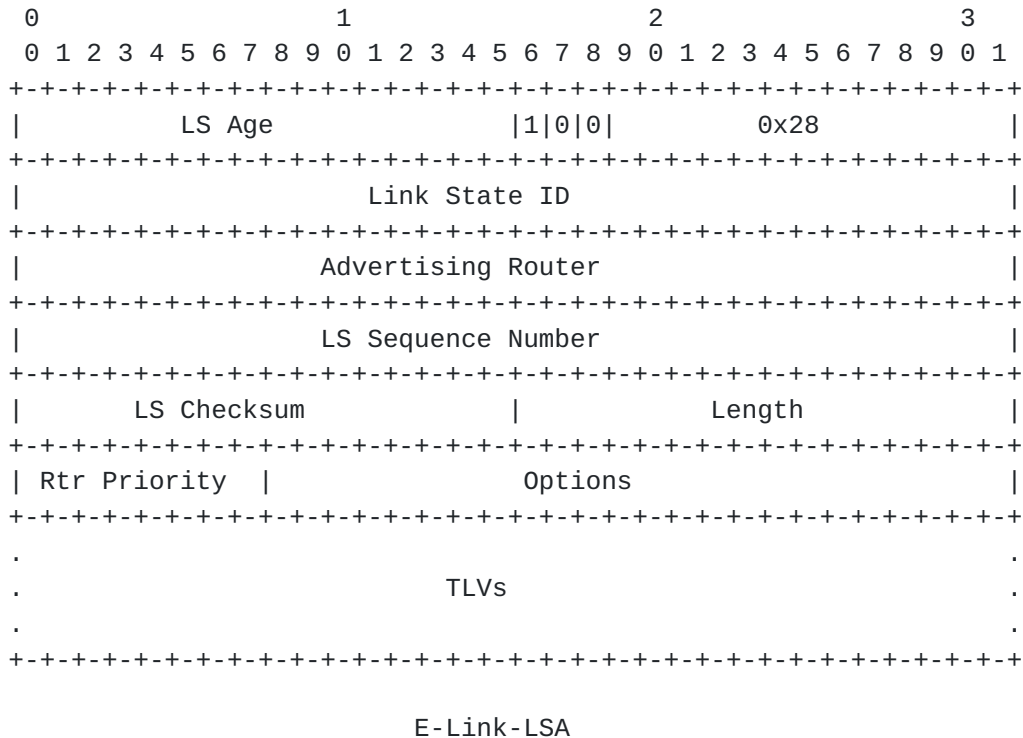 0                   1                   2                   3
 0 1 2 3 4 5 6 7 8 9 0 1 2 3 4 5 6 7 8 9 0 1 2 3 4 5 6 7 8 9 0 1
+-+-+-+-+-+-+-+-+-+-+-+-+-+-+-+-+-+-+-+-+-+-+-+-+-+-+-+-+-+-+-+-+
|          LS Age               |1|0|0|         0x28            |
+-+-+-+-+-+-+-+-+-+-+-+-+-+-+-+-+-+-+-+-+-+-+-+-+-+-+-+-+-+-+-+-+
|                      Link State ID                            |
+-+-+-+-+-+-+-+-+-+-+-+-+-+-+-+-+-+-+-+-+-+-+-+-+-+-+-+-+-+-+-+-+
|                   Advertising Router                          |
+-+-+-+-+-+-+-+-+-+-+-+-+-+-+-+-+-+-+-+-+-+-+-+-+-+-+-+-+-+-+-+-+
|                   LS Sequence Number                          |
+-+-+-+-+-+-+-+-+-+-+-+-+-+-+-+-+-+-+-+-+-+-+-+-+-+-+-+-+-+-+-+-+
|       LS Checksum             |            Length             |
+-+-+-+-+-+-+-+-+-+-+-+-+-+-+-+-+-+-+-+-+-+-+-+-+-+-+-+-+-+-+-+-+
| Rtr Priority  |                Options                        |
+-+-+-+-+-+-+-+-+-+-+-+-+-+-+-+-+-+-+-+-+-+-+-+-+-+-+-+-+-+-+-+-+
.                                                               .
.                           TLVs                                .
.                                                               .
+-+-+-+-+-+-+-+-+-+-+-+-+-+-+-+-+-+-+-+-+-+-+-+-+-+-+-+-+-+-+-+-+
                          E-Link-LSA